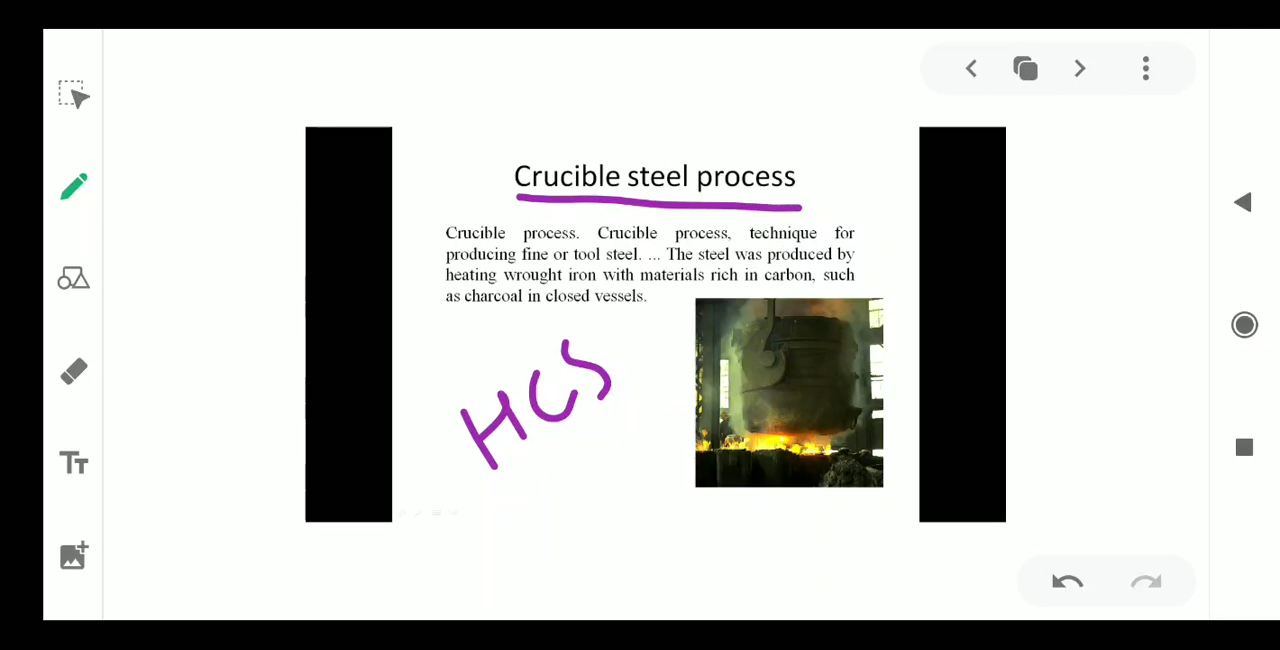 Crucible steel process
Crucible process. Crucible process, technique for
producing fine or tool steel. ... The steel was produced by
heating wrought iron with materials rich in carbon, such
as charcoal in closed vessels.
HCS
TT